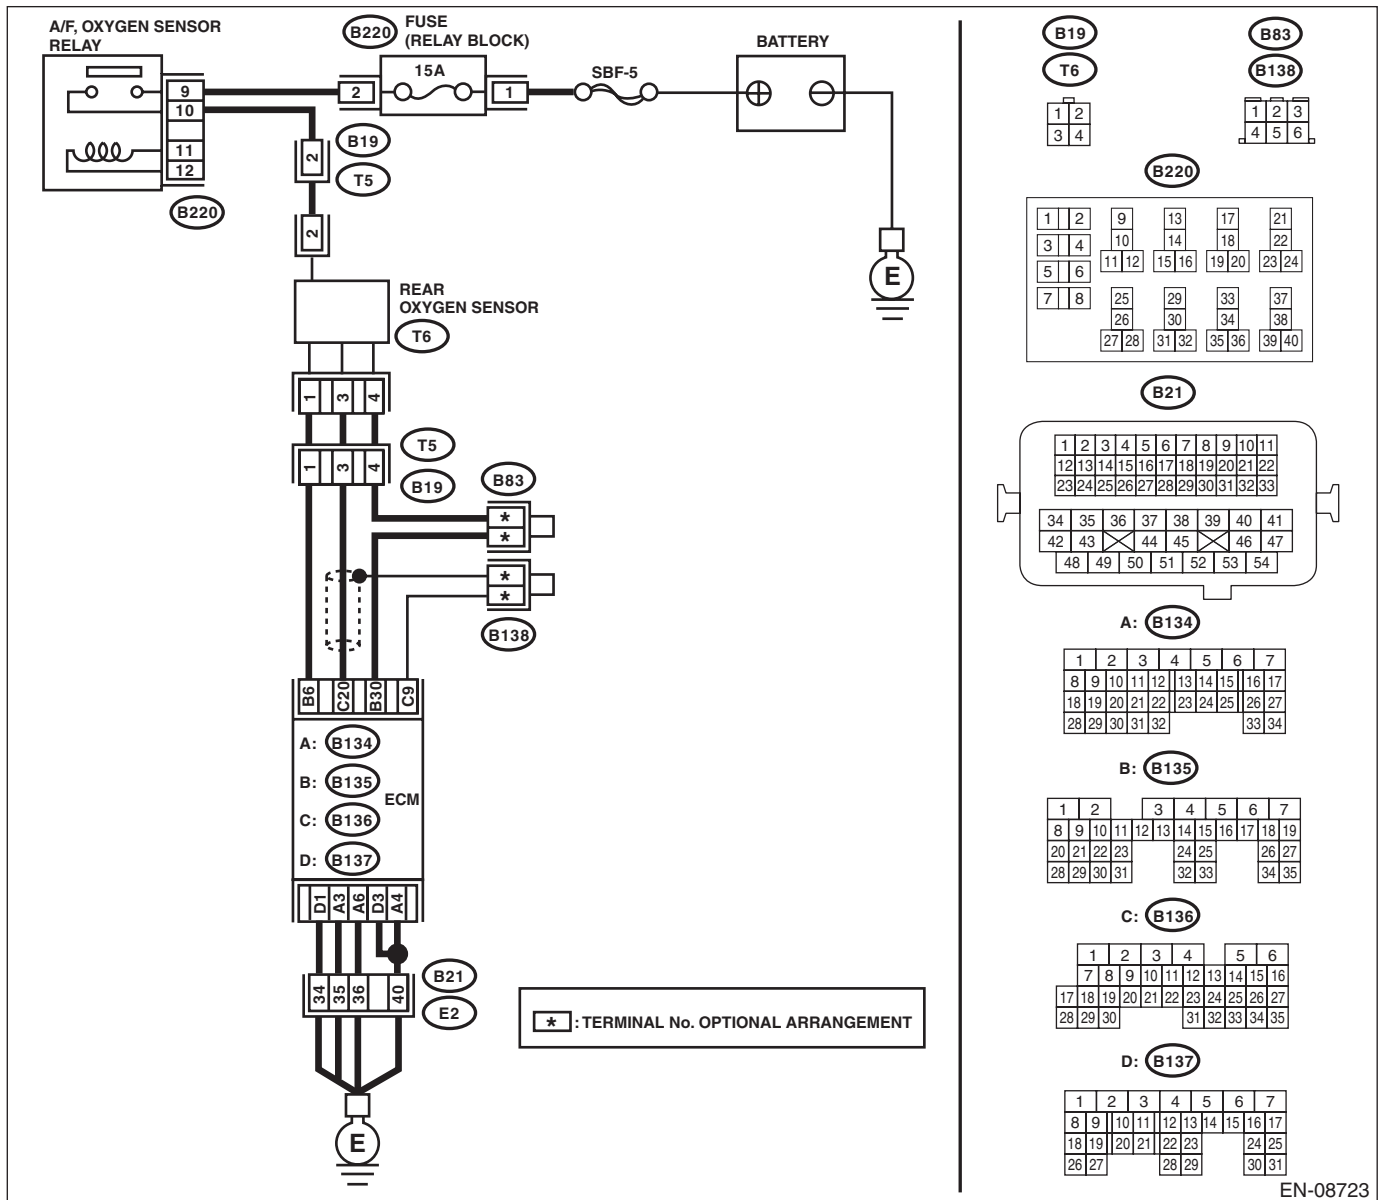 A/F, OXYGEN SENSOR
RELAY
9
10
11
12
B220
B220
FUSE
(RELAY BLOCK)
15A
2
1
SBF-5
BATTERY
E
2
B19
T5
2
REAR
OXYGEN SENSOR
T6
1 3 4
T5
1 3 4
B19
B83
*
*
*
*
B138
B6 C20 B30 C9
A: B134
B: B135
ECM
C: B136
D: B137
D1 A3 A6 D3 A4
B21
34 35 36 40
E2
E
* : TERMINAL No. OPTIONAL ARRANGEMENT
B19
T6
1 2
3 4
B83
B138
1 2 3
4 5 6
B220
1 2 9 13 17 21
3 4 10 14 18 22
11 12 15 16 19 20 23 24
5 6
7 8 25 29 33 37
26 30 34 38
27 28 31 32 35 36 39 40
B21
1 2 3 4 5 6 7 8 9 10 11
12 13 14 15 16 17 18 19 20 21 22
23 24 25 26 27 28 29 30 31 32 33
34 35 36 37 38 39 40 41
42 43 44 45 46 47
48 49 50 51 52 53 54
A: B134
1 2 3 4 5 6 7
8 9 10 11 12 13 14 15 16 17
18 19 20 21 22 23 24 25 26 27
28 29 30 31 32 33 34
B: B135
1 2 3 4 5 6 7
8 9 10 11 12 13 14 15 16 17 18 19
20 21 22 23 24 25 26 27
28 29 30 31 32 33 34 35
C: B136
1 2 3 4 5 6
7 8 9 10 11 12 13 14 15 16
17 18 19 20 21 22 23 24 25 26 27
28 29 30 31 32 33 34 35
D: B137
1 2 3 4 5 6 7
8 9 10 11 12 13 14 15 16 17
18 19 20 21 22 23 24 25
26 27 28 29 30 31
EN-08723